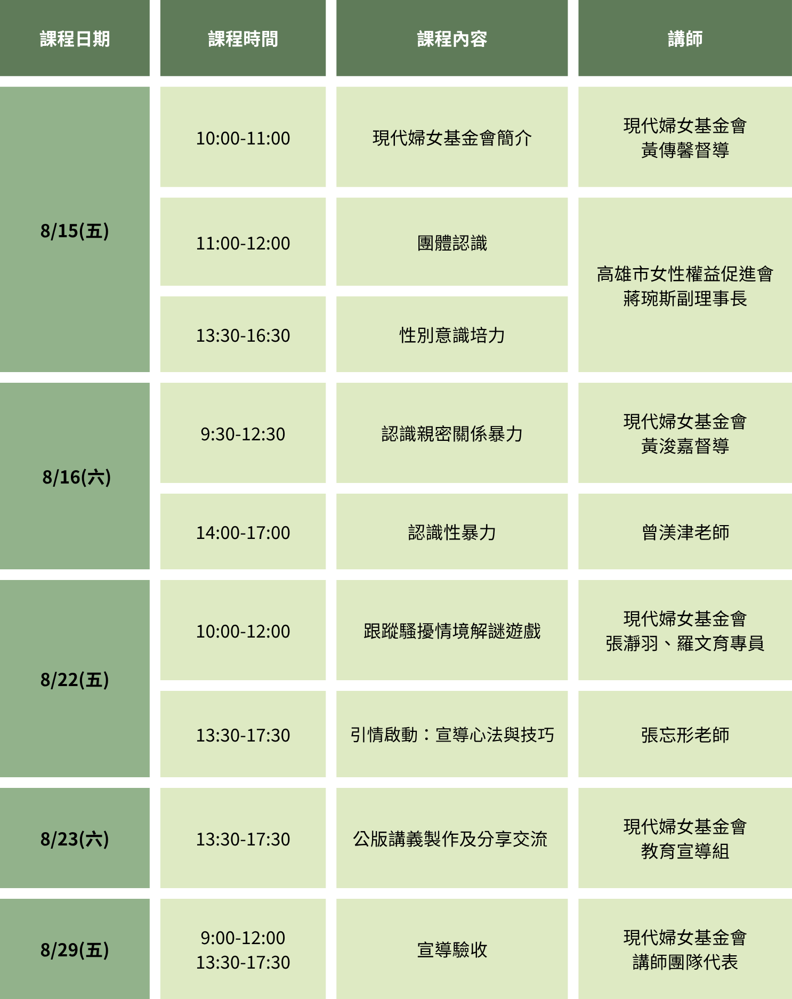 課程日期
課程時間
課程內容
講師
8/15(五)
10:00-11:00
現代婦女基金會簡介
現代婦女基金會
黃傳馨督導
11:00-12:00
團體認識
高雄市女性權益促進會
蔣琬斯副理事長
13:30-16:30
性別意識培力
8/16(六)
9:30-12:30
認識親密關係暴力
現代婦女基金會
黃浚嘉督導
14:00-17:00
認識性暴力
曾渼津老師
8/22(五)
10:00-12:00
跟蹤騷擾情境解謎遊戲
現代婦女基金會
張瀞羽、羅文育專員
13:30-17:30
引情啟動：宣導心法與技巧
張忘形老師
8/23(六)
13:30-17:30
公版講義製作及分享交流
現代婦女基金會
教育宣導組
8/29(五)
9:00-12:00
13:30-17:30
宣導驗收
現代婦女基金會
講師團隊代表